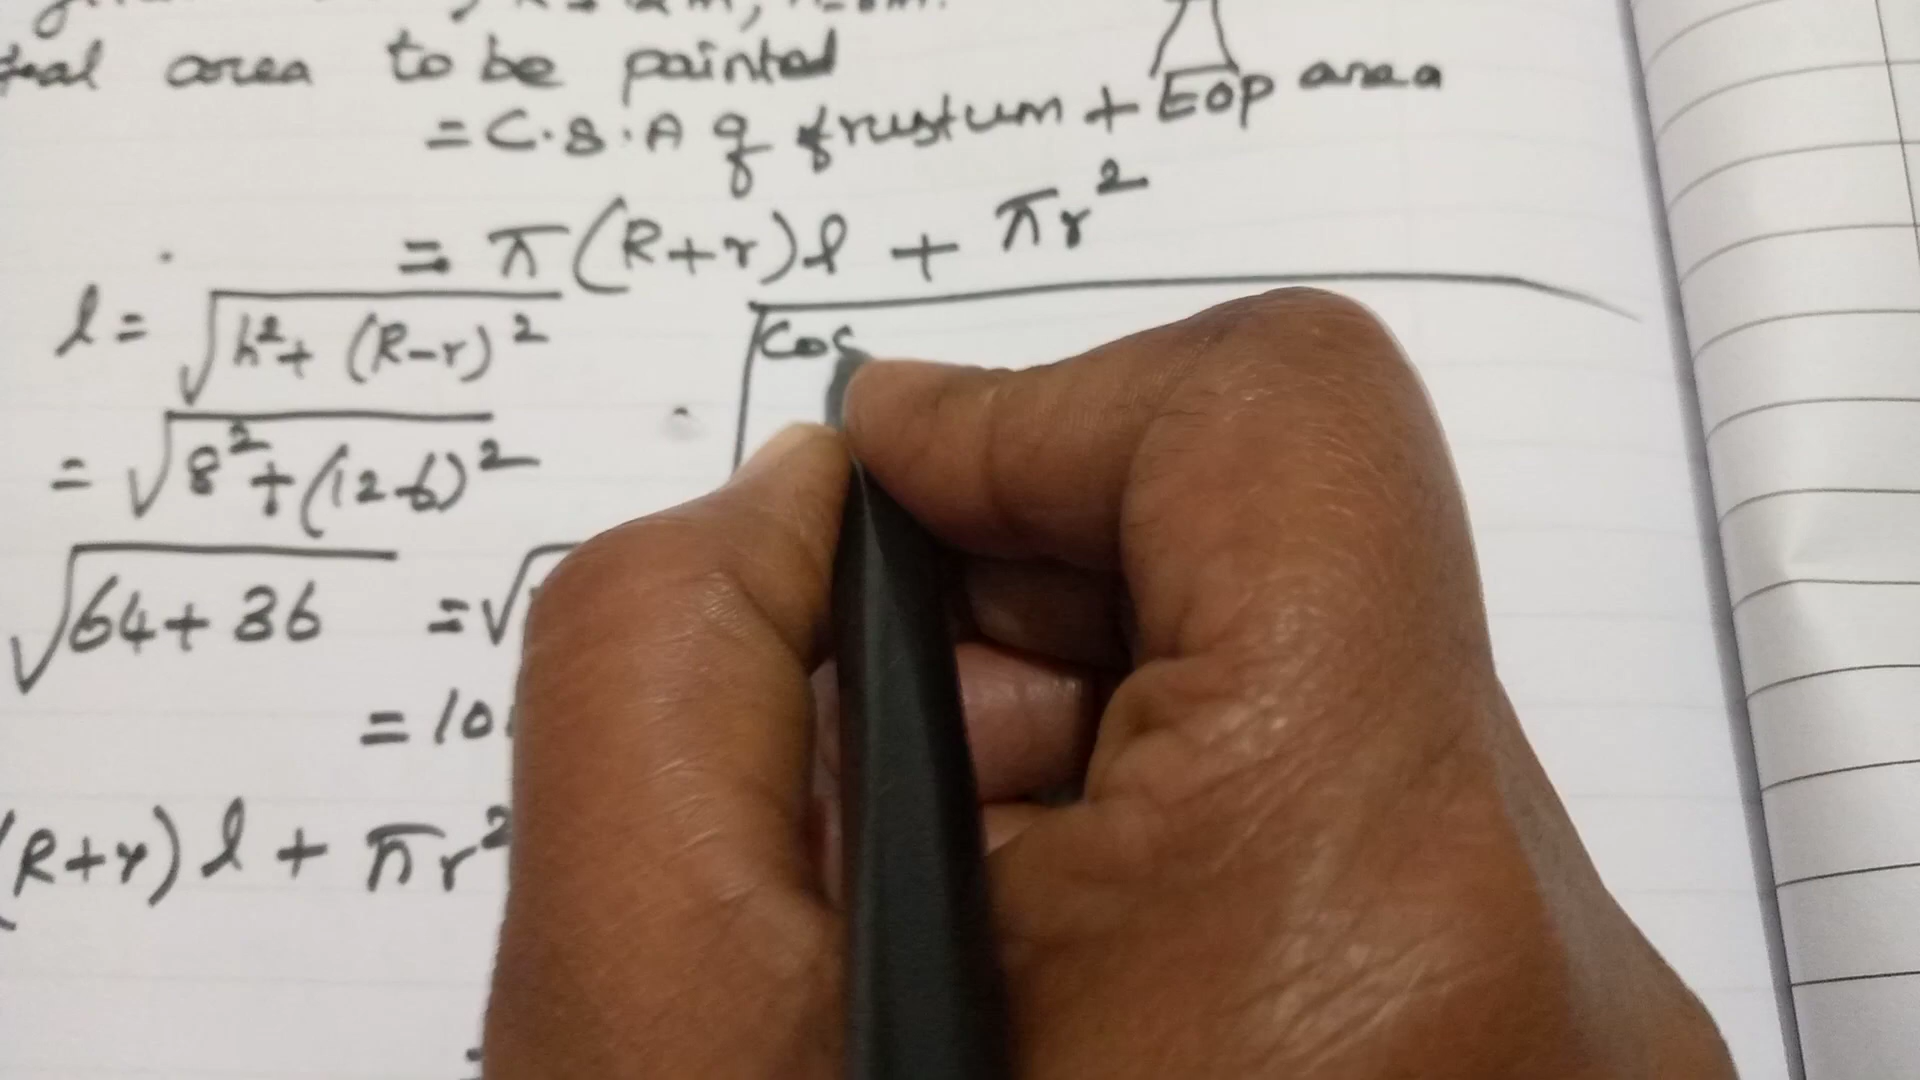 area to be painted
= C.S.A of frustum + Top area
= π(R+r)l + πr²
l = √h²+ (R-r)²
Cos
= √8²+(12-6)²
√64+36 = √
= 10
(R+r) l + πr²